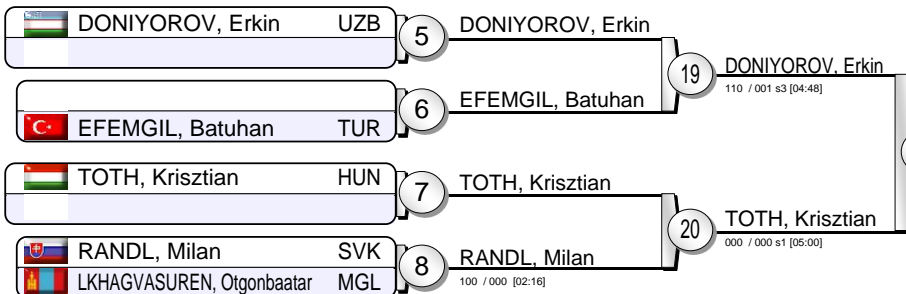 DONIYOROV, Erkin UZB
5
DONIYOROV, Erkin
19
DONIYOROV, Erkin
110 / 001 s3 [04:48]
6
EFEMGIL, Batuhan
EFEMGIL, Batuhan TUR
TOTH, Krisztian HUN
7
TOTH, Krisztian
20
TOTH, Krisztian
000 / 000 s1 [05:00]
RANDL, Milan SVK
8
RANDL, Milan
100 / 000 [02:16]
LKHAGVASUREN, Otgonbaatar MGL